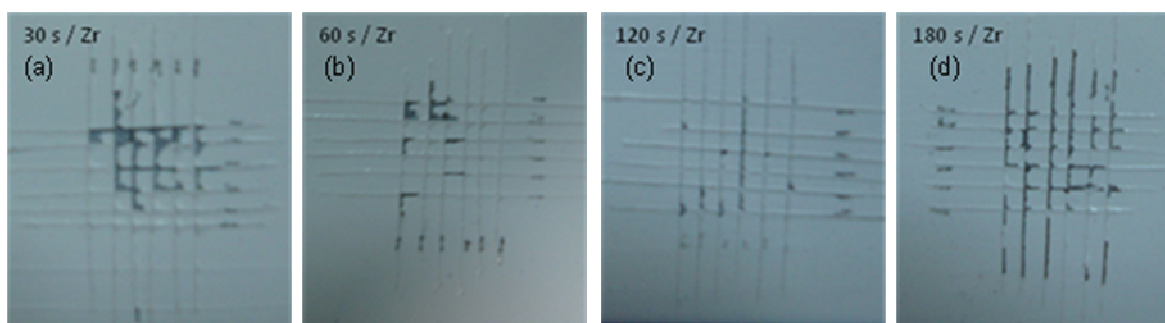 30 s / Zr
(a)
60 s / Zr
(b)
120 s / Zr
(c)
180 s / Zr
(d)